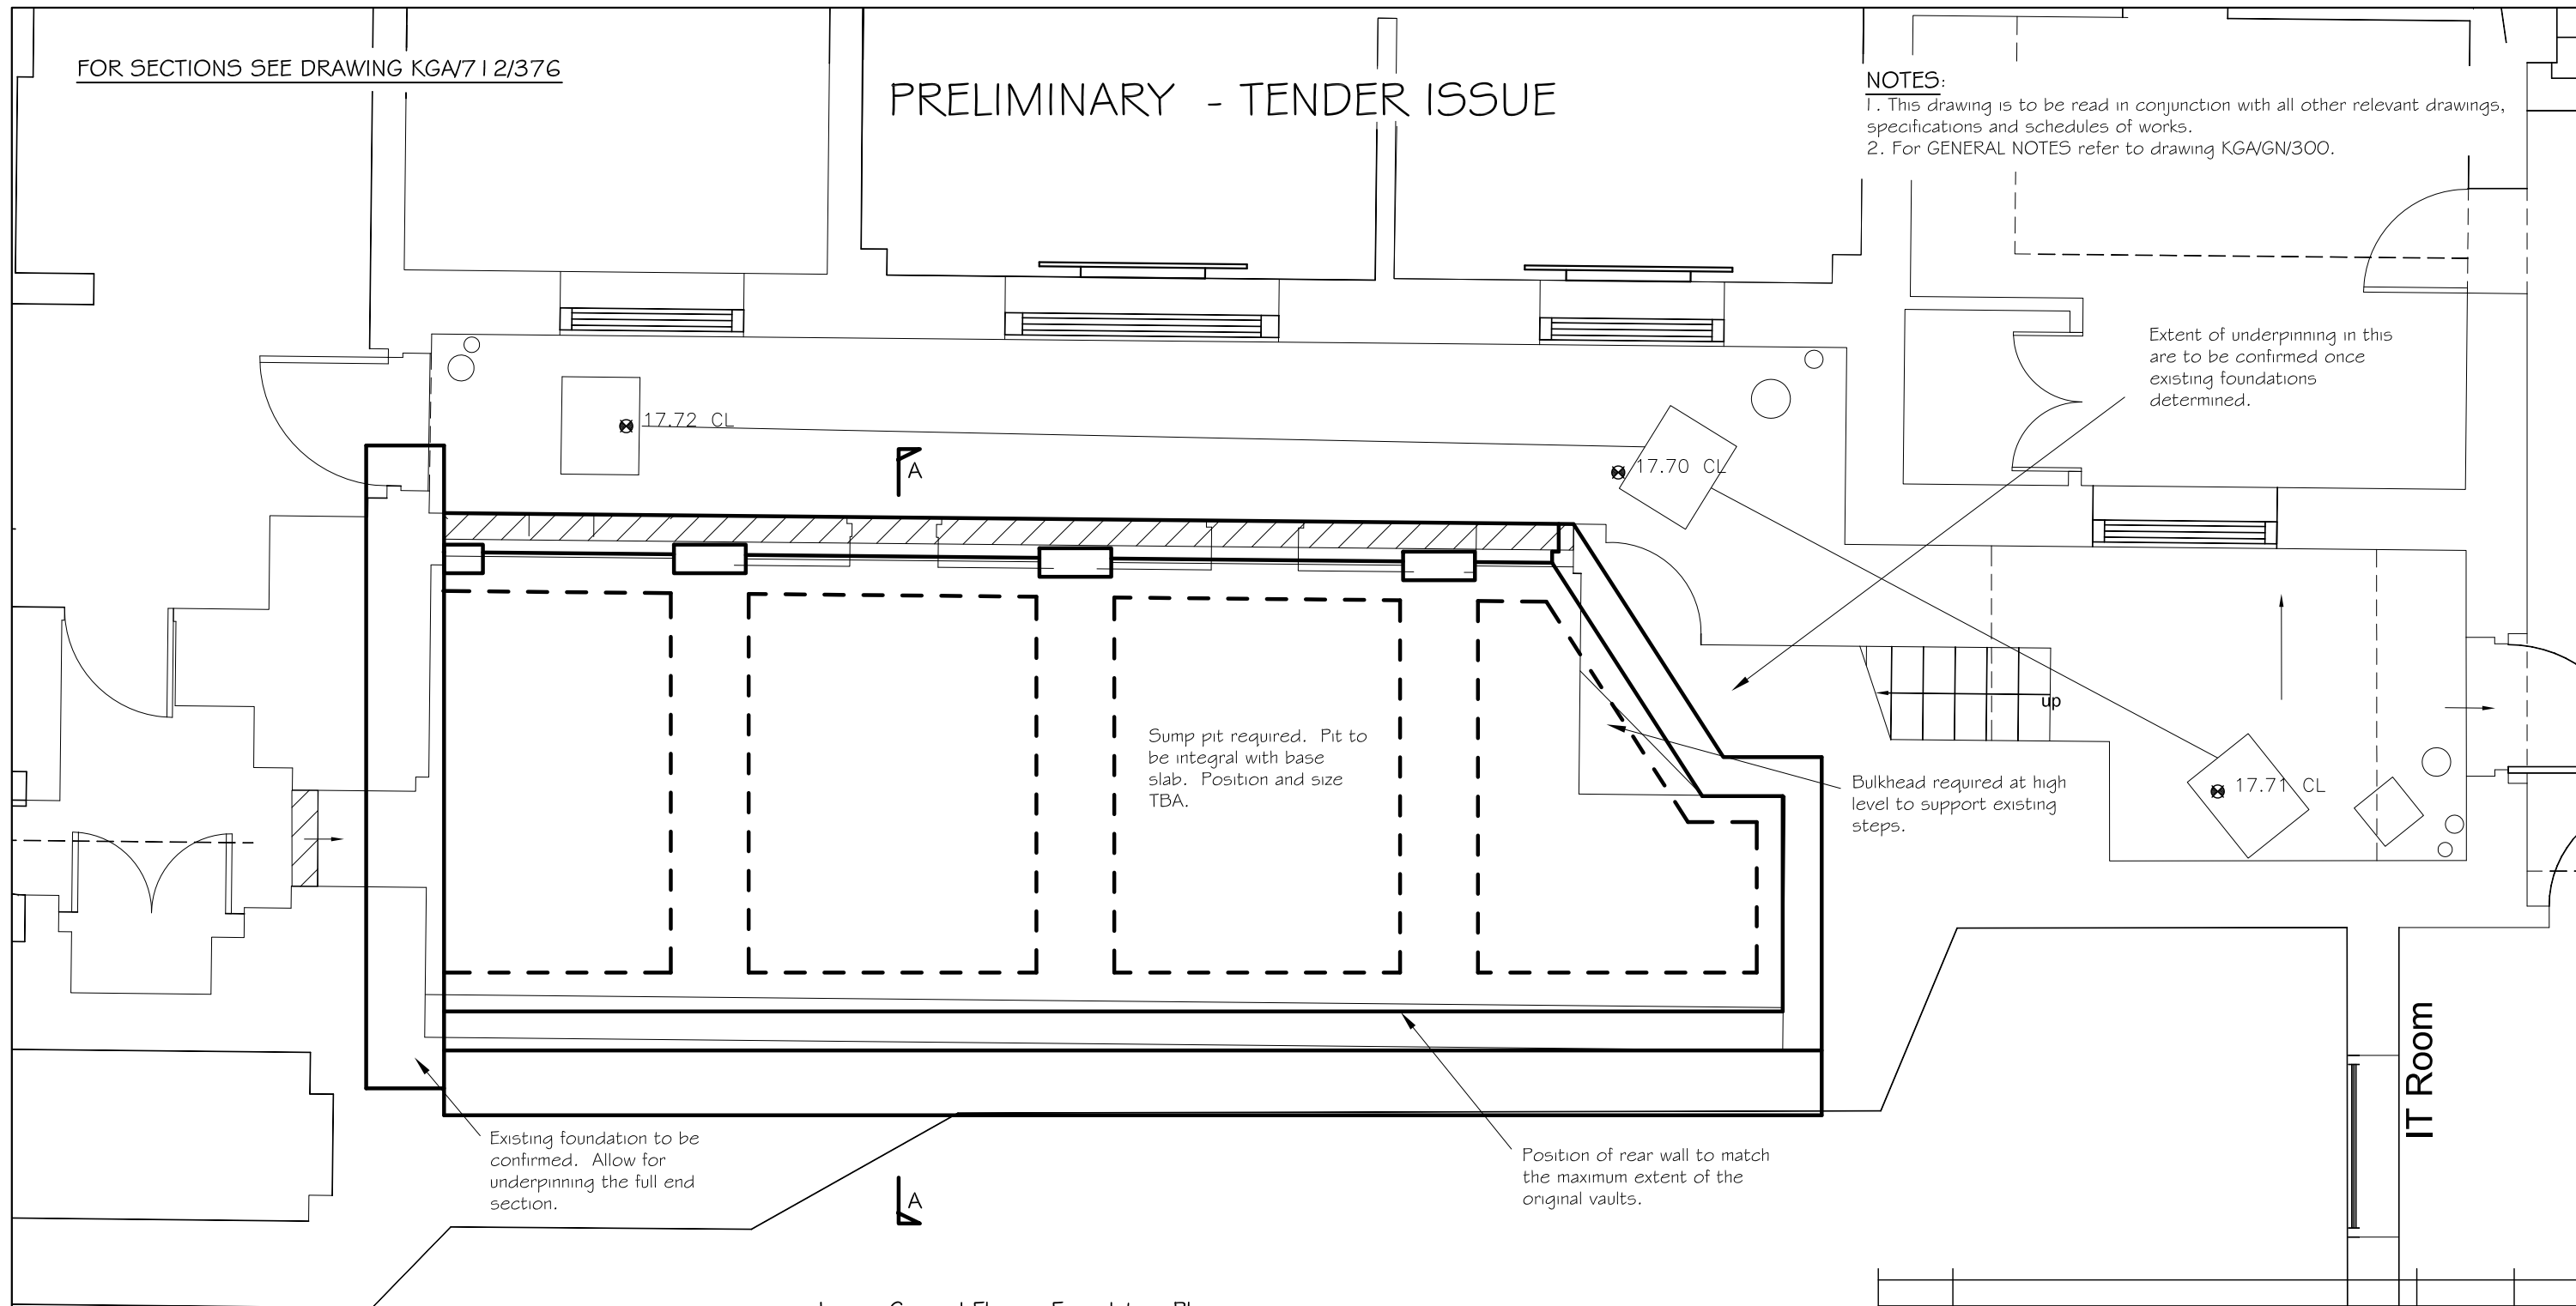 FOR SECTIONS SEE DRAWING KGA/712/376
PRELIMINARY - TENDER ISSUE
NOTES:
1. This drawing is to be read in conjunction with all other relevant drawings,
specifications and schedules of works.
2. For GENERAL NOTES refer to drawing KGA/GN/300.
Extent of underpinning in this
are to be confirmed once
existing foundations
determined.
17.72 CL
A
17.70 CL
up
Sump pit required. Pit to
be integral with base
slab. Position and size
TBA.
Bulkhead required at high
level to support existing
steps.
17.71 CL
IT Room
Existing foundation to be
confirmed. Allow for
underpinning the full end
section.
Position of rear wall to match
the maximum extent of the
original vaults.
A